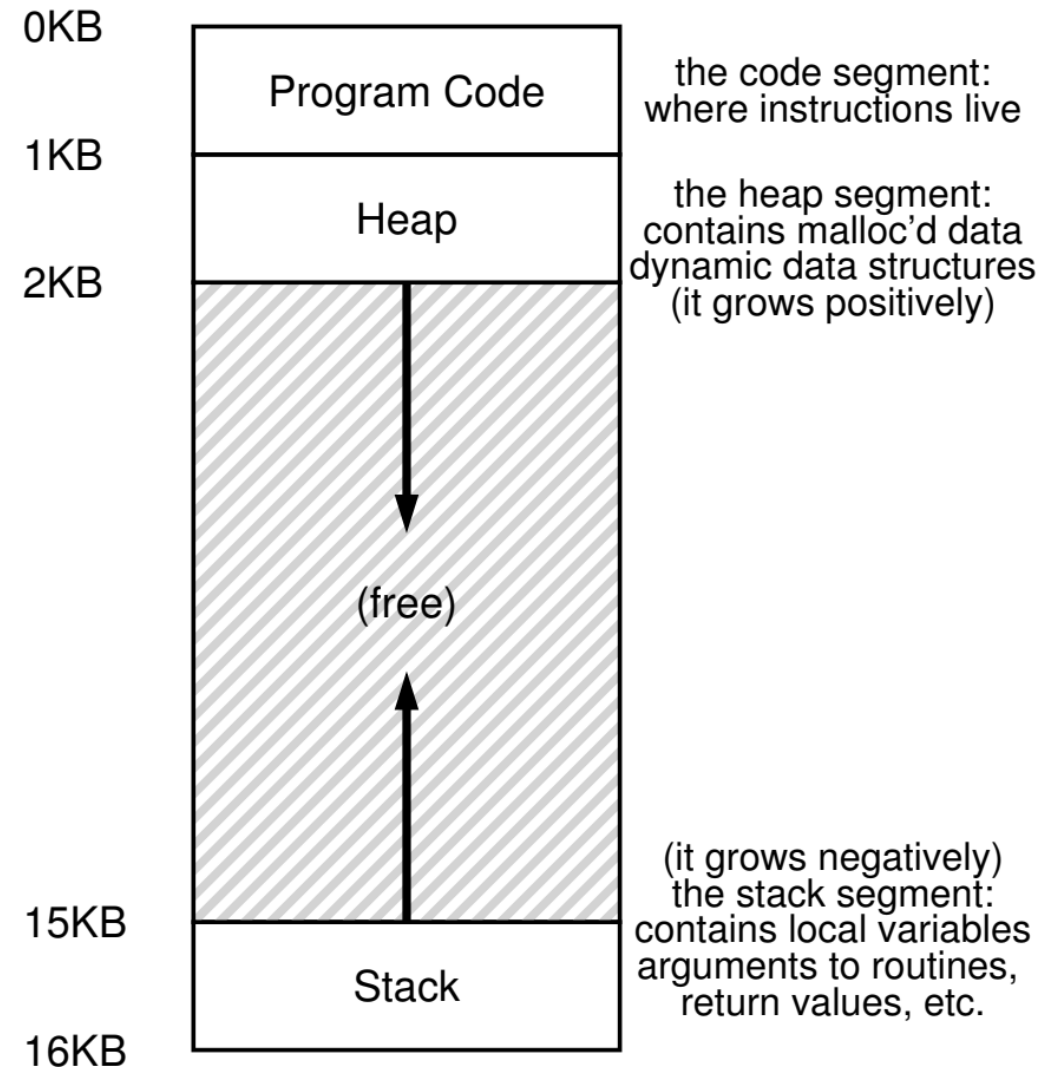 0KB
Program Code
the code segment:
where instructions live
1KB
Heap
the heap segment:
contains malloc’d data
dynamic data structures
(it grows positively)
2KB
(free)
(it grows negatively)
the stack segment:
contains local variables
arguments to routines,
return values, etc.
15KB
Stack
16KB